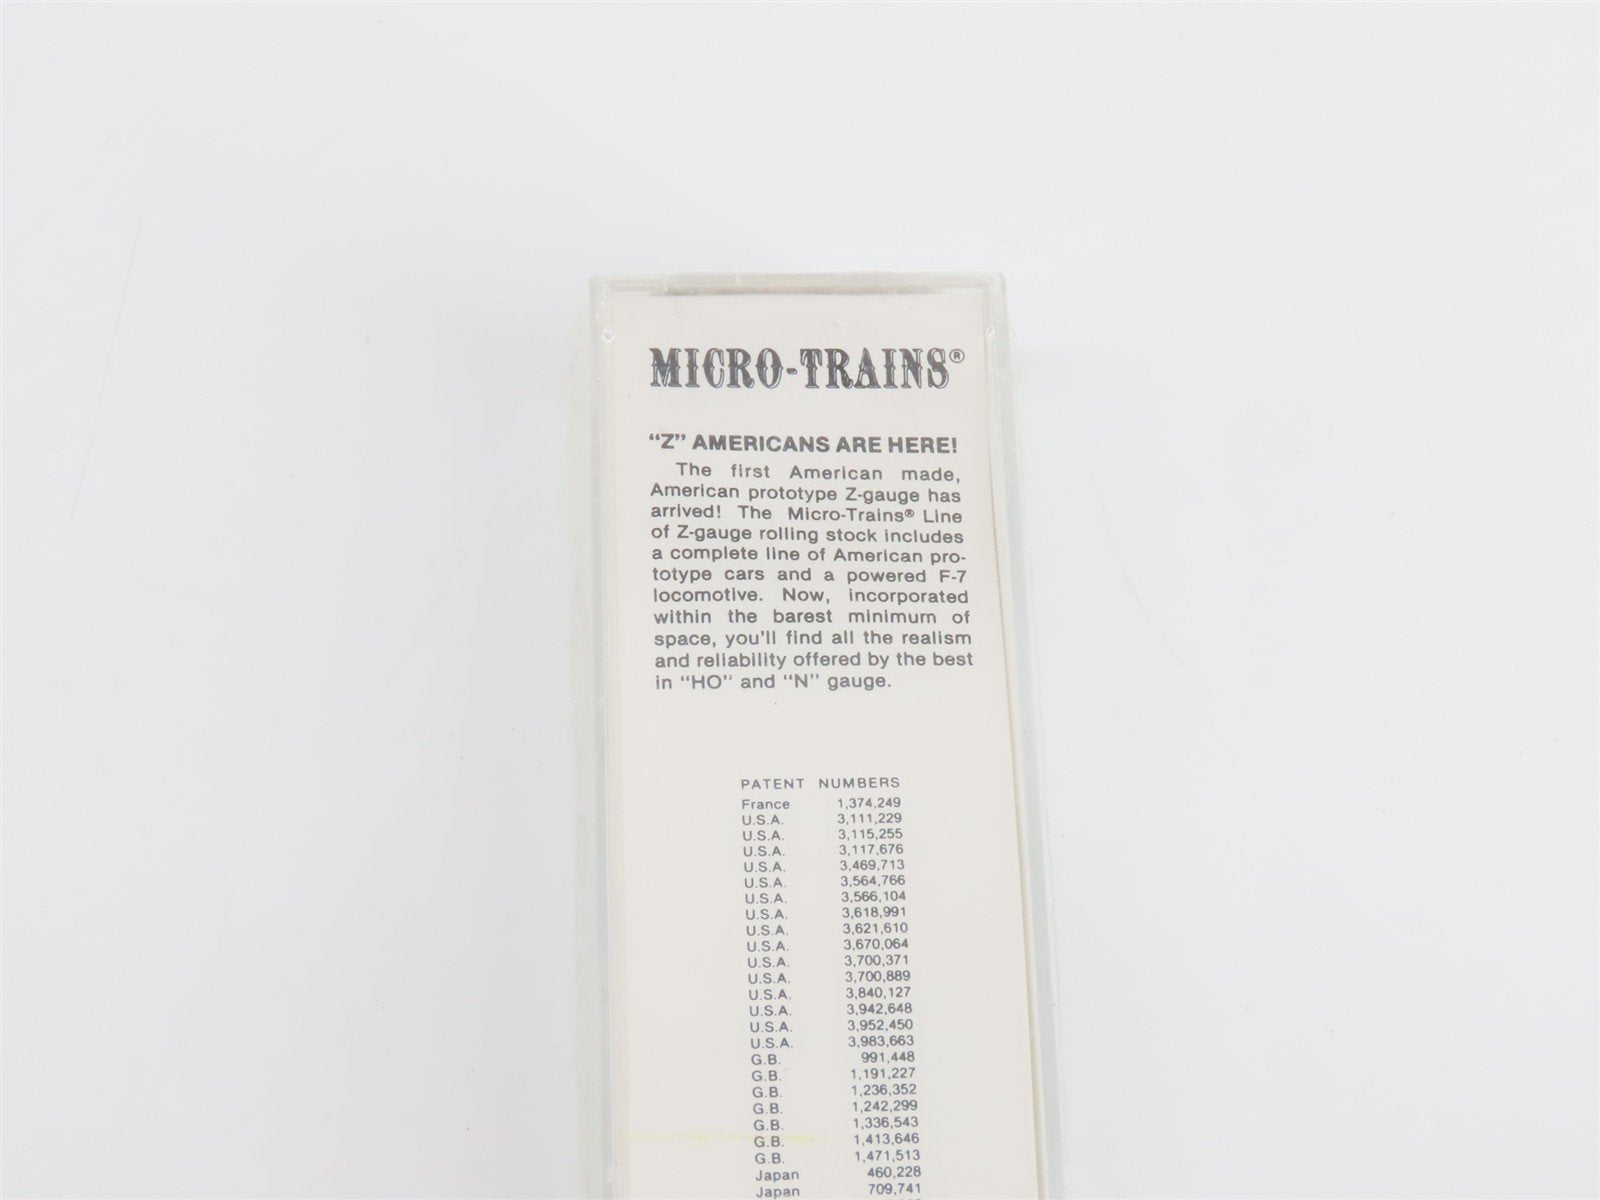 MICRO-TRAINS®
"Z" AMERICANS ARE HERE!
The first American made,
American prototype Z-gauge has
arrived! The Micro-Trains® Line
of Z-gauge rolling stock includes
a complete line of American pro-
totype cars and a powered F-7
locomotive. Now, incorporated
within the barest minimum of
space, you'll find all the realism
and reliability offered by the best
in "HO" and "N" gauge.
PATENT NUMBERS
France 1,374,249
U.S.A. 3,111,229
U.S.A. 3,115,255
U.S.A. 3,117,676
U.S.A. 3,469,713
U.S.A. 3,564,766
U.S.A. 3,566,104
U.S.A. 3,618,991
U.S.A. 3,621,610
U.S.A. 3,670,064
U.S.A. 3,700,371
U.S.A. 3,700,889
U.S.A. 3,840,127
U.S.A. 3,942,648
U.S.A. 3,952,450
U.S.A. 3,983,663
G.B. 991,448
G.B. 1,191,227
G.B. 1,236,352
G.B. 1,242,299
G.B. 1,336,543
G.B. 1,413,646
G.B. 1,471,513
Japan 460,228
Japan 709,741